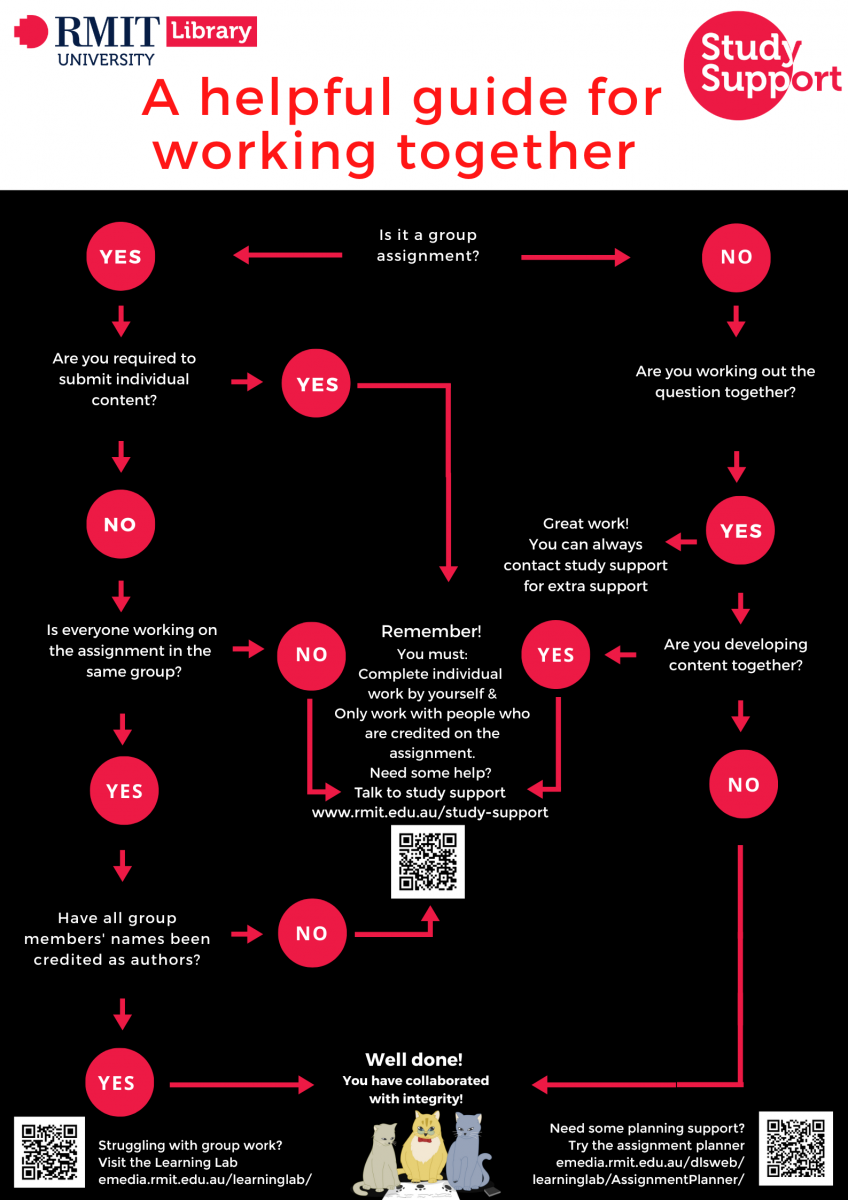 RMIT
UNIVERSITY
Library
Study
Support
A helpful guide for
working together
Is it a group
assignment?
YES
NO
Are you required to
submit individual
content?
YES
Are you working out the
question together?
NO
YES
Great work!
You can always
contact study support
for extra support
Is everyone working on
the assignment in the
same group?
NO
Remember!
You must:
Complete individual
work by yourself &
Only work with people who
are credited on the
assignment.
Need some help?
Talk to study support
www.rmit.edu.au/study-support
YES
Are you developing
content together?
YES
NO
Have all group
members' names been
credited as authors?
NO
YES
Well done!
You have collaborated
with integrity!
Struggling with group work?
Visit the Learning Lab
emedia.rmit.edu.au/learninglab/
Need some planning support?
Try the assignment planner
emedia.rmit.edu.au/dlsweb/
learninglab/AssignmentPlanner/